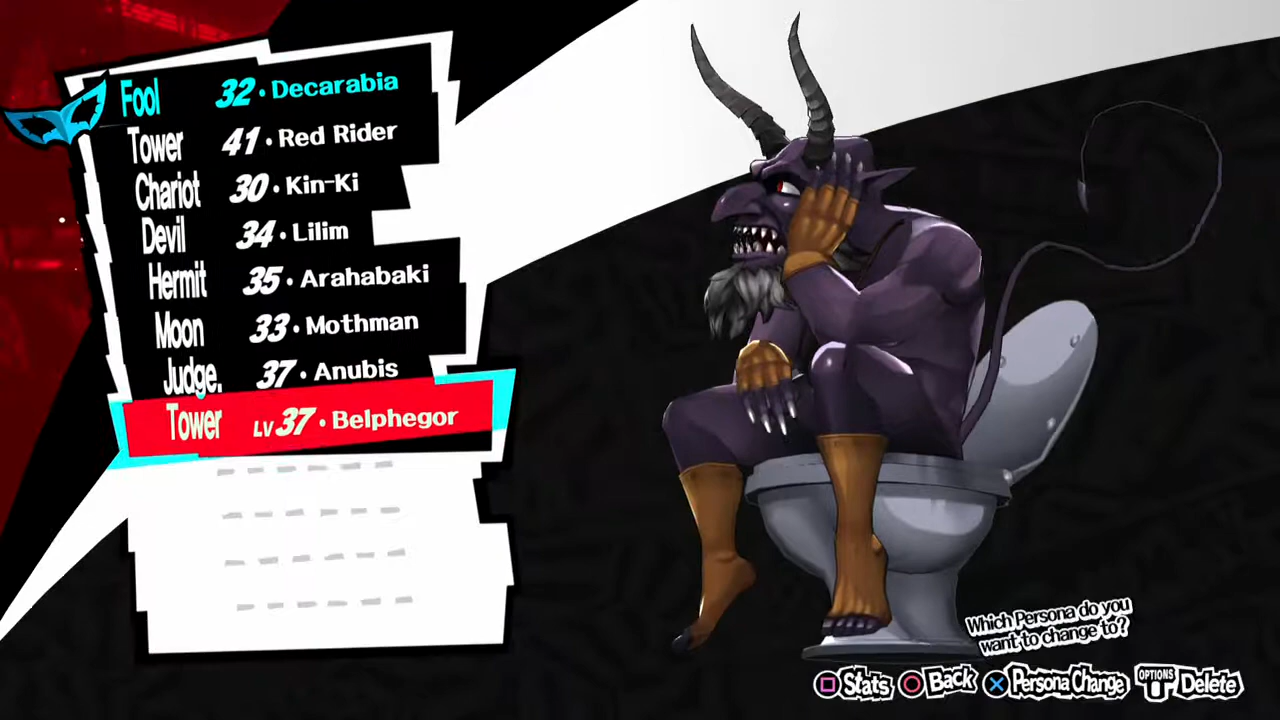 Fool 32 • Decarabia
Tower 41 • Red Rider
Chariot 30 • Kin-Ki
Devil 34 • Lilim
Hermit 35 • Arahabaki
Moon 33 • Mothman
Judge. 37 • Anubis
Tower LV 37 • Belphegor
Which Persona do you
want to change to?
Stats Back Persona Change OPTIONS Delete